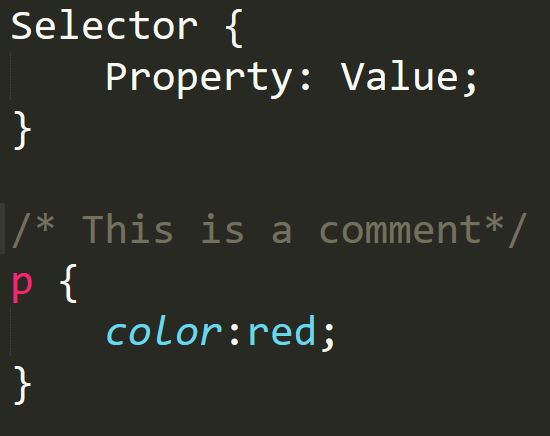 Selector {
    Property: Value;
}
/* This is a comment*/
p {
    color:red;
}